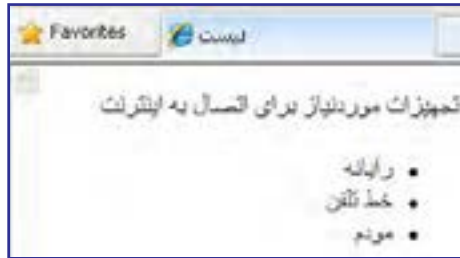 Favorites
لیست
تجهیزات موردنیاز برای اتصال به اینترنت
• رایانه
• خط تلفن
• مودم